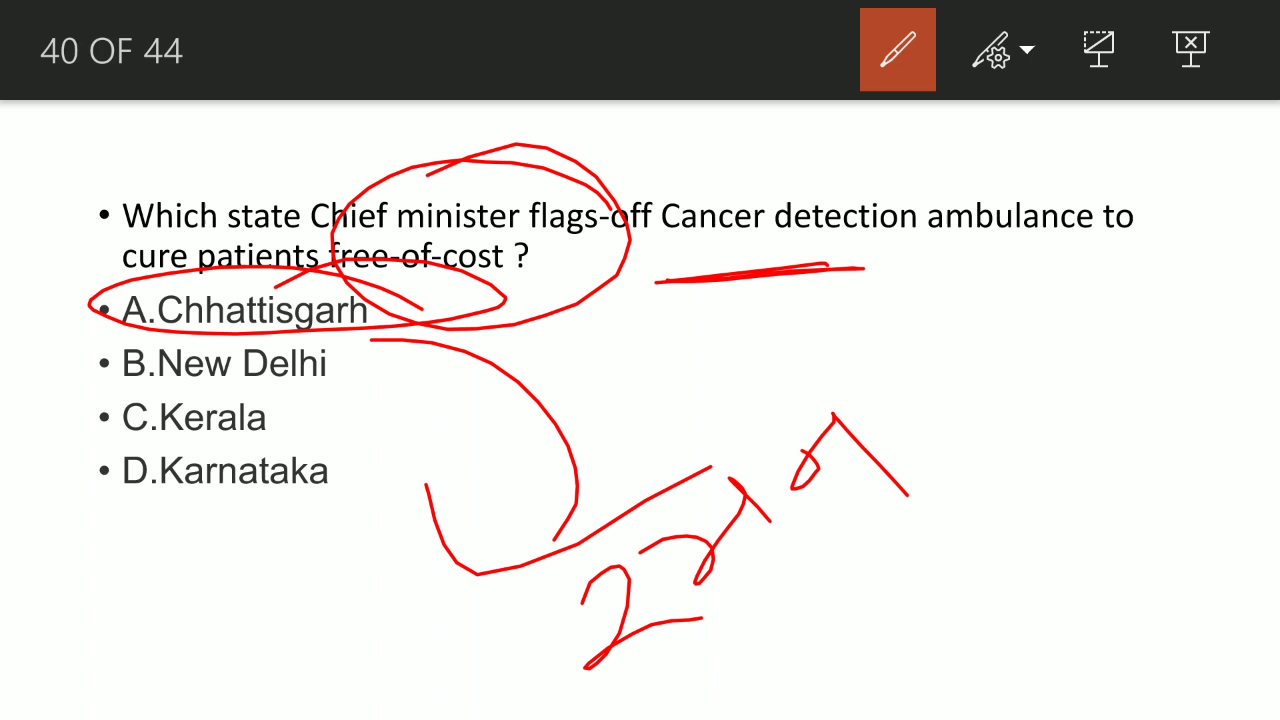 40 OF 44
• Which state Chief minister flags-off Cancer detection ambulance to
cure patients free-of-cost ?
• A.Chhattisgarh
• B.New Delhi
• C.Kerala
• D.Karnataka